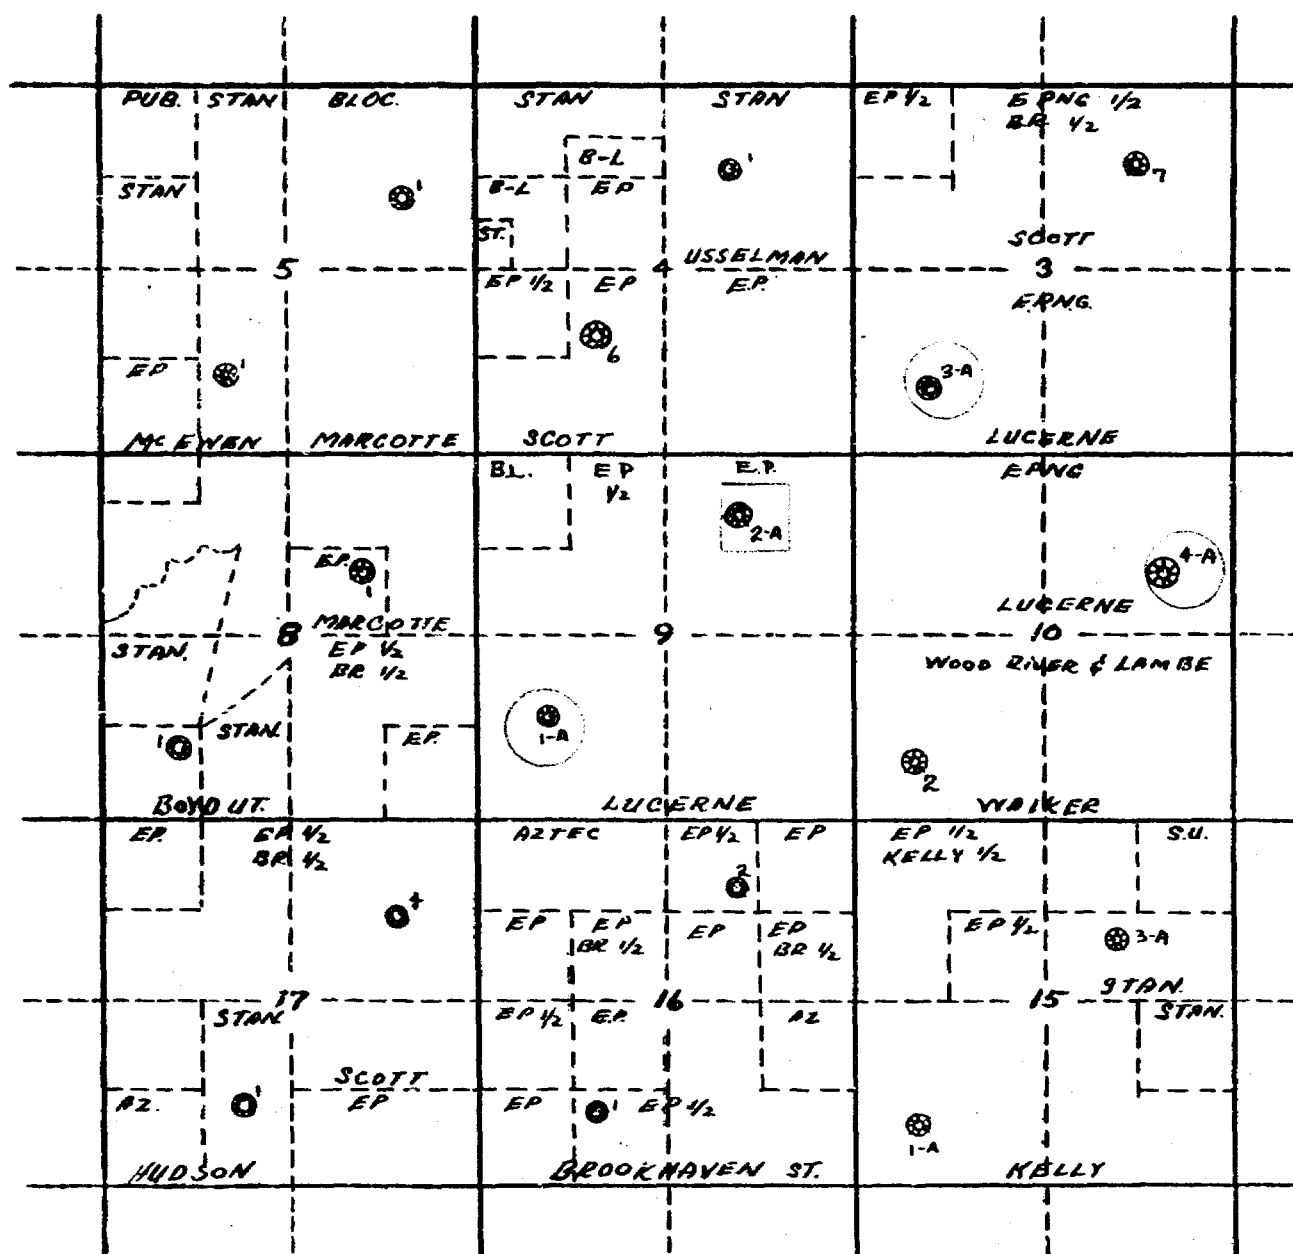 PUB.
STAN
BLOC.
STAN
STAN
EP 1/2
EPNG 1/2
BR 1/2
STAN
1
B-L
B-L
EP
1
7
ST.
USSELMAN
SCOTT
5
4
3
EP 1/2
EP
E.P.
E.P.N.G.
6
EP
1
3-A
Mc EWEN
MARCOTTE
SCOTT
LUCERNE
BL.
EP
1/2
E.P.
EPNG
2-A
EP.
1
4-A
MARCOTTE
LUCERNE
8
9
10
STAN.
EP 1/2
BR 1/2
WOOD RIVER & LAMBE
STAN.
EP.
1
1-A
2
BOYD UT.
LUCERNE
WALKER
EP.
EP 1/2
BR 1/2
AZTEC
EP 1/2
EP
EP 1/2
KELLY 1/2
S.U.
2
EP
EP
BR 1/2
EP
EP
BR 1/2
EP 1/2
3-A
STAN.
17
16
15
STAN
EP 1/2
E.P.
AZ
STAN.
SCOTT
AZ.
1
EP
EP
1
EP 1/2
1-A
HUDSON
BROOKHAVEN ST.
KELLY